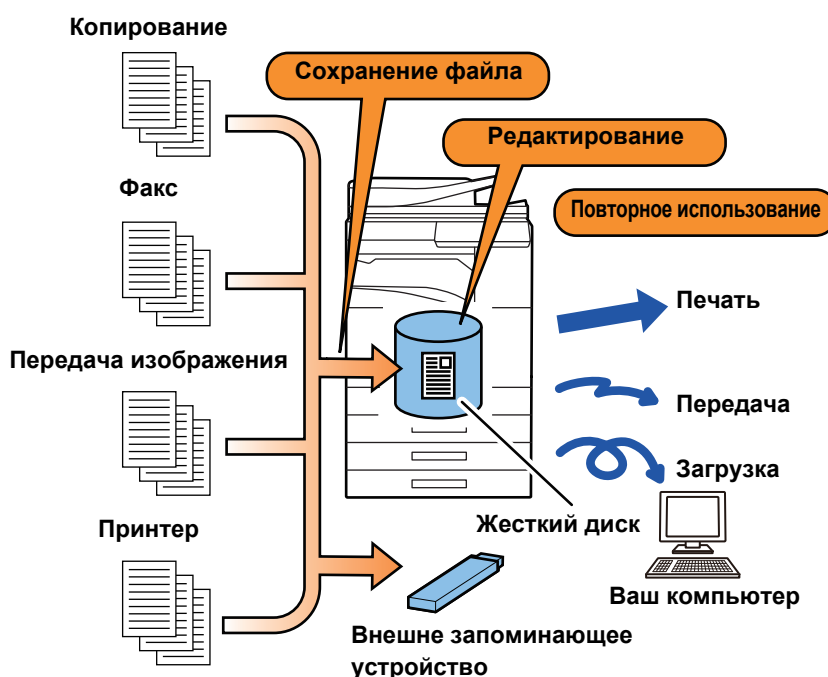 Копирование
Сохранение файла
Редактирование
Факс
Повторное использование
Печать
Передача изображения
Передача
Загрузка
Принтер
Жесткий диск
Ваш компьютер
Внешне запоминающее
устройство